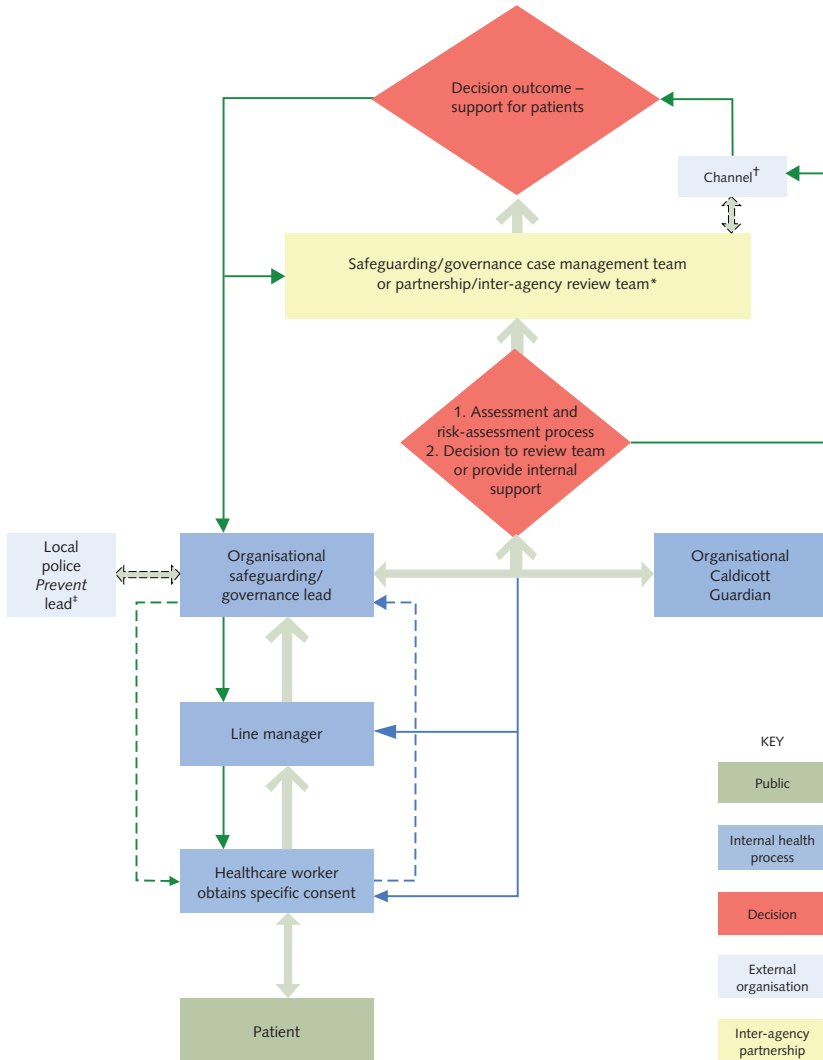 Decision outcome –
support for patients
Channel†
Safeguarding/governance case management team
or partnership/inter-agency review team*
1. Assessment and
risk-assessment process
2. Decision to review team
or provide internal
support
Local
police
Prevent
lead‡
Organisational
safeguarding/
governance lead
Organisational
Caldicott
Guardian
Line manager
Healthcare worker
obtains specific consent
Patient
KEY
Public
Internal health
process
Decision
External
organisation
Inter-agency
partnership